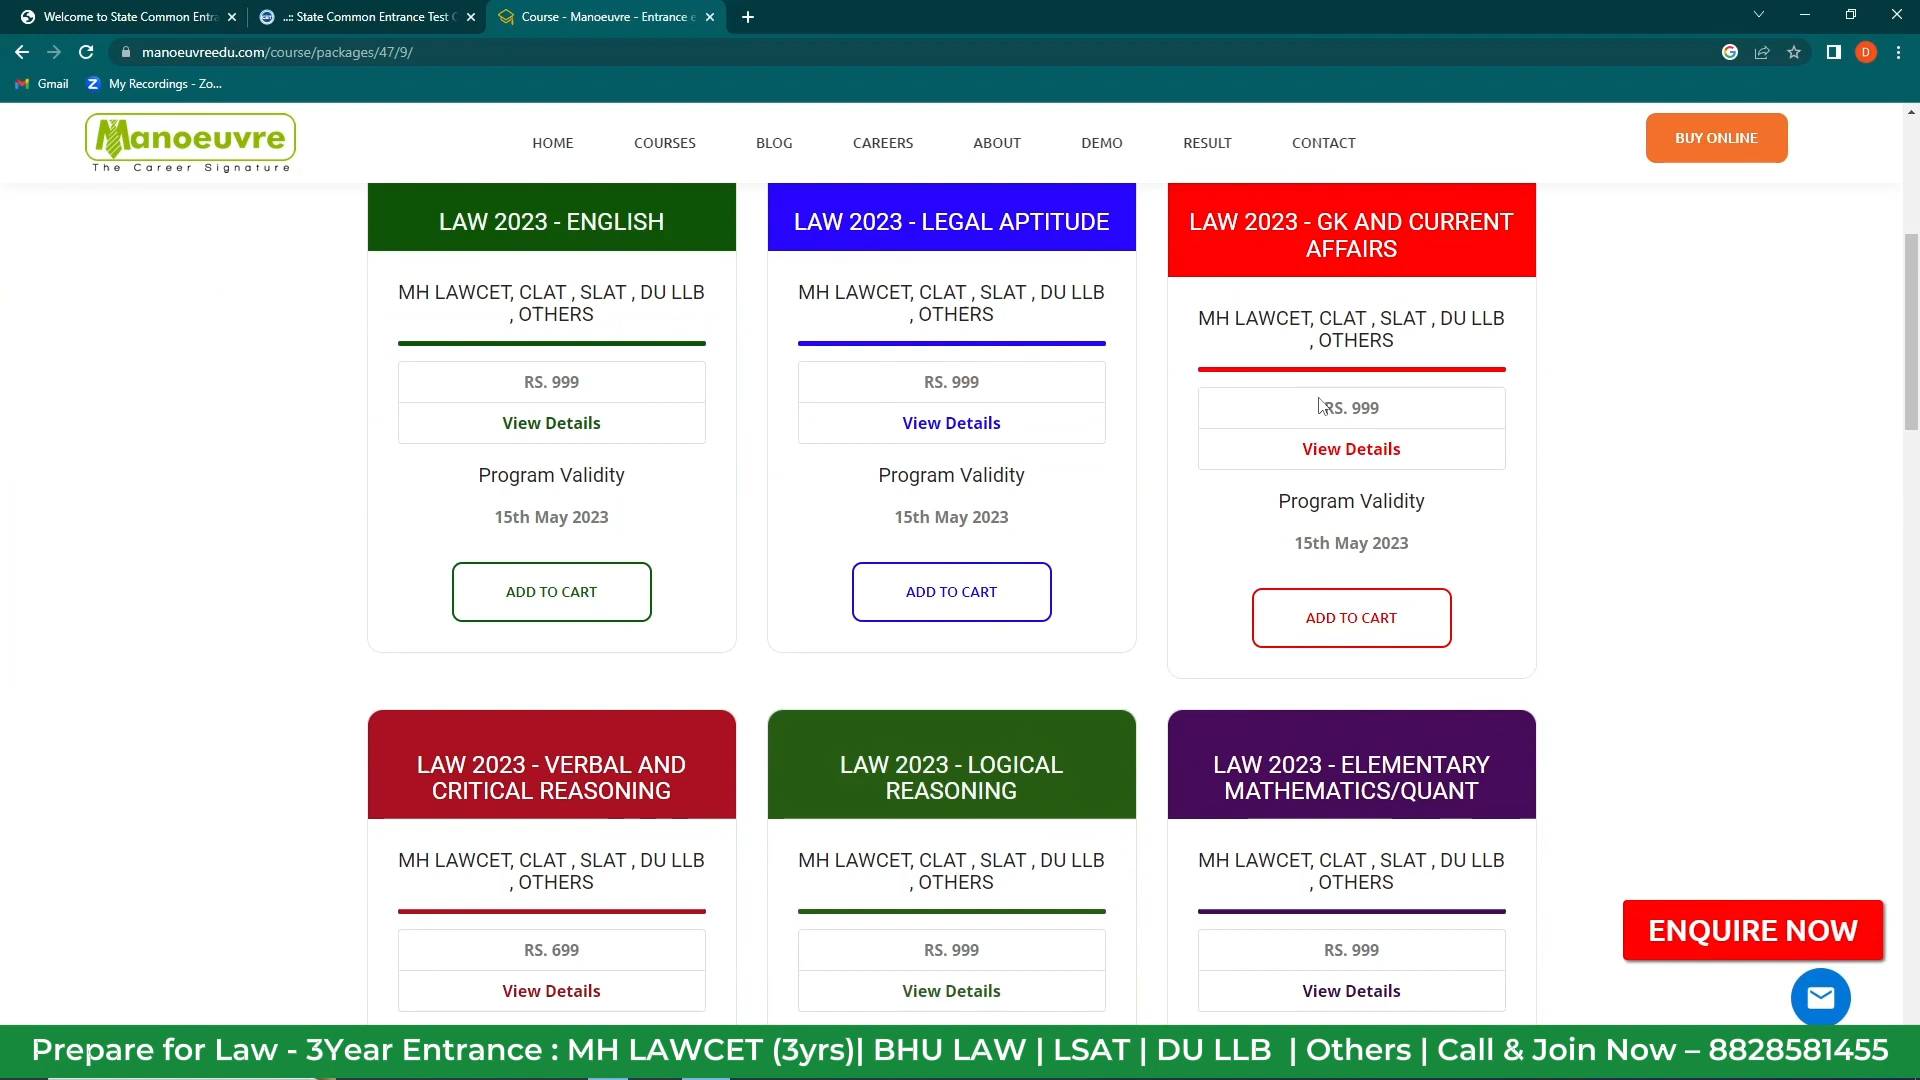 Welcome to State Common Entra
..:: State Common Entrance Test C
Course - Manoeuvre - Entrance e
manoeuvreedu.com/course/packages/47/9/
D
Gmail
My Recordings - Zo...
Manoeuvre
The Career Signature
HOME
COURSES
BLOG
CAREERS
ABOUT
DEMO
RESULT
CONTACT
BUY ONLINE
LAW 2023 - ENGLISH
MH LAWCET, CLAT , SLAT , DU LLB
, OTHERS
RS. 999
View Details
Program Validity
15th May 2023
ADD TO CART
LAW 2023 - LEGAL APTITUDE
MH LAWCET, CLAT , SLAT , DU LLB
, OTHERS
RS. 999
View Details
Program Validity
15th May 2023
ADD TO CART
LAW 2023 - GK AND CURRENT
AFFAIRS
MH LAWCET, CLAT , SLAT , DU LLB
, OTHERS
RS. 999
View Details
Program Validity
15th May 2023
ADD TO CART
LAW 2023 - VERBAL AND
CRITICAL REASONING
MH LAWCET, CLAT , SLAT , DU LLB
, OTHERS
RS. 699
View Details
LAW 2023 - LOGICAL
REASONING
MH LAWCET, CLAT , SLAT , DU LLB
, OTHERS
RS. 999
View Details
LAW 2023 - ELEMENTARY
MATHEMATICS/QUANT
MH LAWCET, CLAT , SLAT , DU LLB
, OTHERS
RS. 999
View Details
ENQUIRE NOW
Prepare for Law - 3Year Entrance : MH LAWCET (3yrs)| BHU LAW | LSAT | DU LLB | Others | Call & Join Now – 8828581455